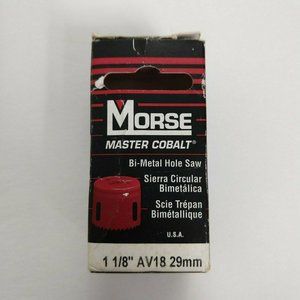 MORSE
MASTER COBALT®
Bi-Metal Hole Saw
Sierra Circular
Bimetálica
Scie Trépan
Bimétallique
U.S.A.
1 1/8" AV18 29mm